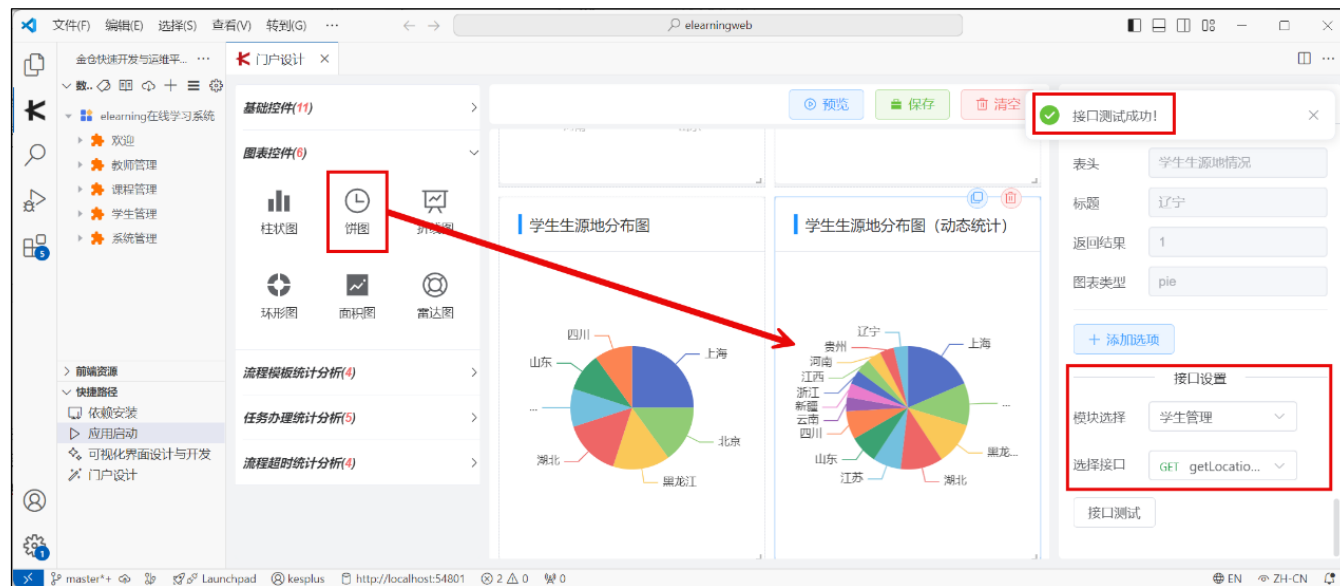 文件(F) 编辑(E) 选择(S) 查看(V) 转到(G) ··· elearningweb
金仓快速开发与运维平... ··· 门户设计
数..
elearning在线学习系统
欢迎
教师管理
课程管理
学生管理
系统管理
5
前端资源
快捷路径
依赖安装
应用启动
可视化界面设计与开发
门户设计
1
基础控件(11)
图表控件(6)
柱状图 饼图 折线图
环形图 面积图 雷达图
流程模板统计分析(4)
任务办理统计分析(5)
流程超时统计分析(4)
预览 保存 清空
学生生源地分布图
四川
上海
山东
...
北京
湖北
黑龙江
学生生源地分布图（动态统计）
辽宁
上海
贵州
河南
江西
浙江
新疆
云南
四川
...
山东
黑龙...
江苏
湖北
接口测试成功!
表头 学生生源地情况
标题 辽宁
返回结果 1
图表类型 pie
+ 添加选项
接口设置
模块选择 学生管理
选择接口 GET getLocatio...
接口测试
master*+ Launchpad kesplus http://localhost:54801 2 0 0 EN ZH-CN